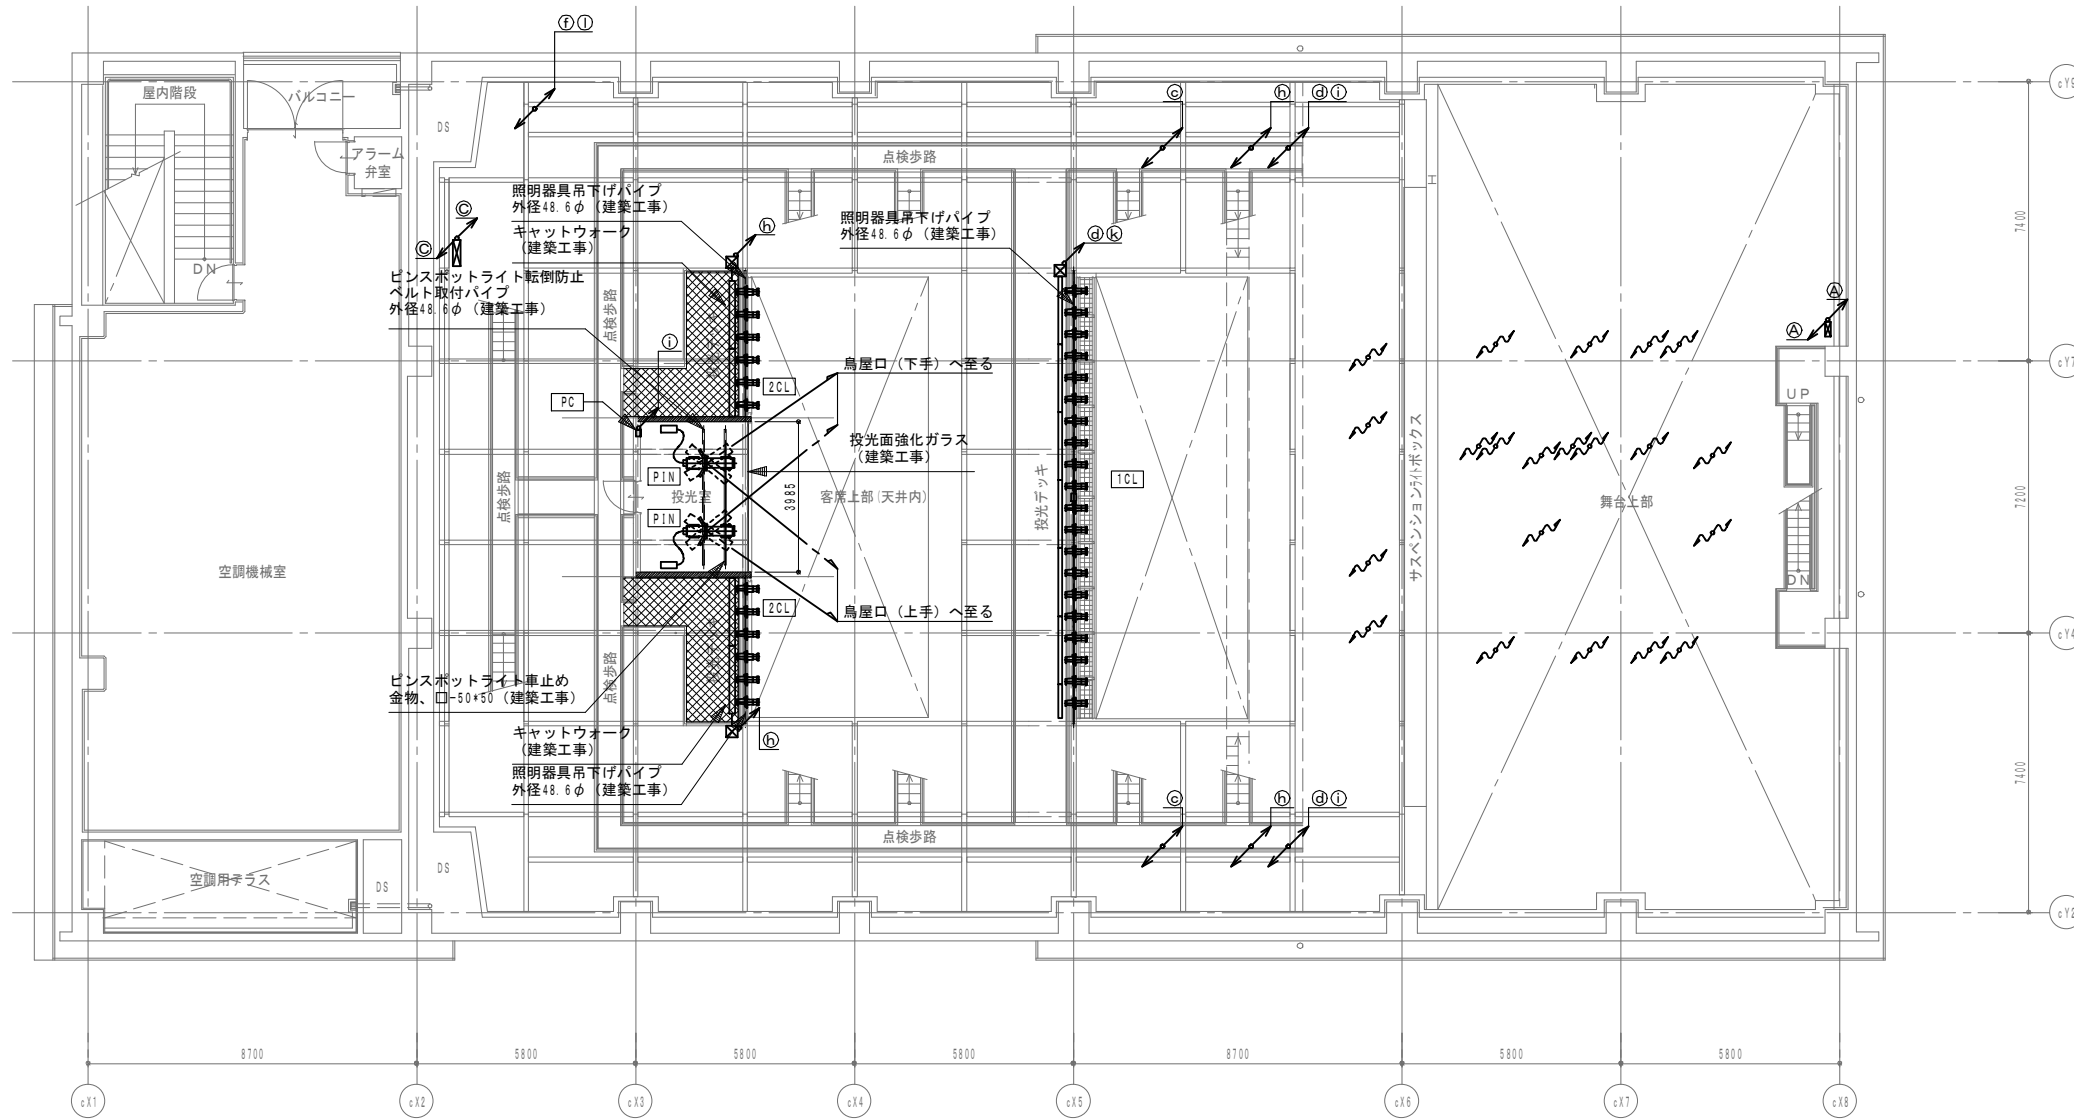 ⓕⓛ
屋内階段
バルコニー
DS
ⓒ
ⓗ
ⓓⓘ
cY9
アラーム
弁室
点検歩路
照明器具吊下げパイプ
外径48.6φ（建築工事）
キャットウォーク
（建築工事）
照明器具吊下げパイプ
外径48.6φ（建築工事）
Ⓒ
Ⓒ
ⓗ
ⓓⓚ
7400
DN
ピンスポットライト転倒防止
ベルト取付パイプ
外径48.6φ（建築工事）
点検歩路
ⓘ
Ⓐ
Ⓐ
cY7
鳥屋口（下手）へ至る
2CL
PC
UP
投光面強化ガラス
（建築工事）
PIN
投光室
3985
客席上部（天井内）
投光デッキ
1CL
サスペンションライトボックス
舞台上部
点検歩路
PIN
7200
空調機械室
DN
2CL
鳥屋口（上手）へ至る
cY4
点検歩路
ピンスポットライト車止め
金物、口-50*50（建築工事）
キャットウォーク
（建築工事）
ⓗ
照明器具吊下げパイプ
外径48.6φ（建築工事）
7400
ⓒ
ⓗ
ⓓⓘ
点検歩路
DS
空調用テラス
DS
cY2
8700
5800
5800
5800
8700
5800
5800
cX1
cX2
cX3
cX4
cX5
cX6
cX7
cX8